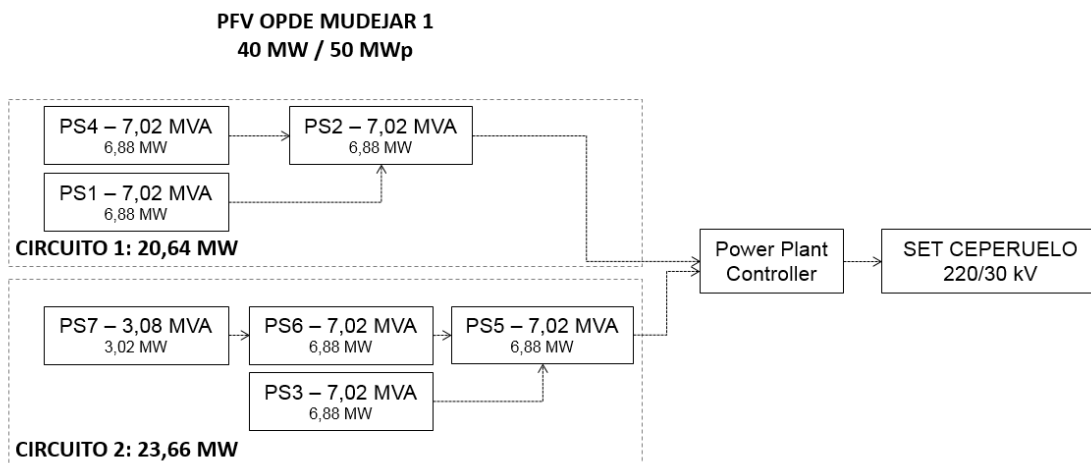 PFV OPDE MUDEJAR 1
40 MW / 50 MWp
PS4 – 7,02 MVA
6,88 MW
PS2 – 7,02 MVA
6,88 MW
PS1 – 7,02 MVA
6,88 MW
CIRCUITO 1: 20,64 MW
Power Plant
Controller
SET CEPERUELO
220/30 kV
PS7 – 3,08 MVA
3,02 MW
PS6 – 7,02 MVA
6,88 MW
PS5 – 7,02 MVA
6,88 MW
PS3 – 7,02 MVA
6,88 MW
CIRCUITO 2: 23,66 MW